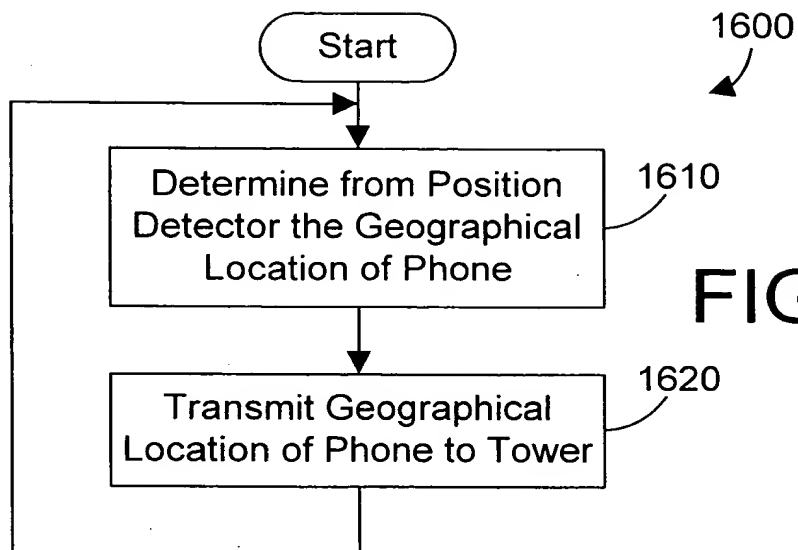 Start
1600
Determine from Position
Detector the Geographical
Location of Phone
1610
FIG
Transmit Geographical
Location of Phone to Tower
1620